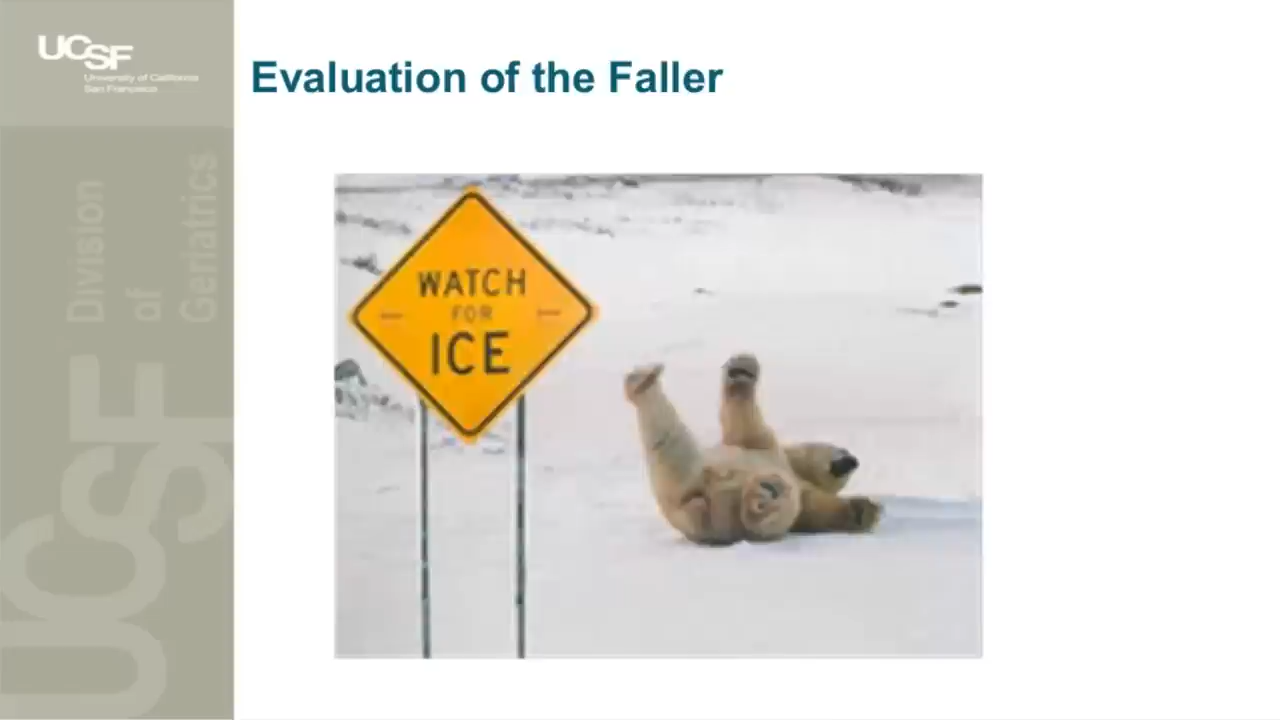 UCSF
University of California
San Francisco
Evaluation of the Faller
Division
of
Geriatrics
UCSF
WATCH
FOR
ICE